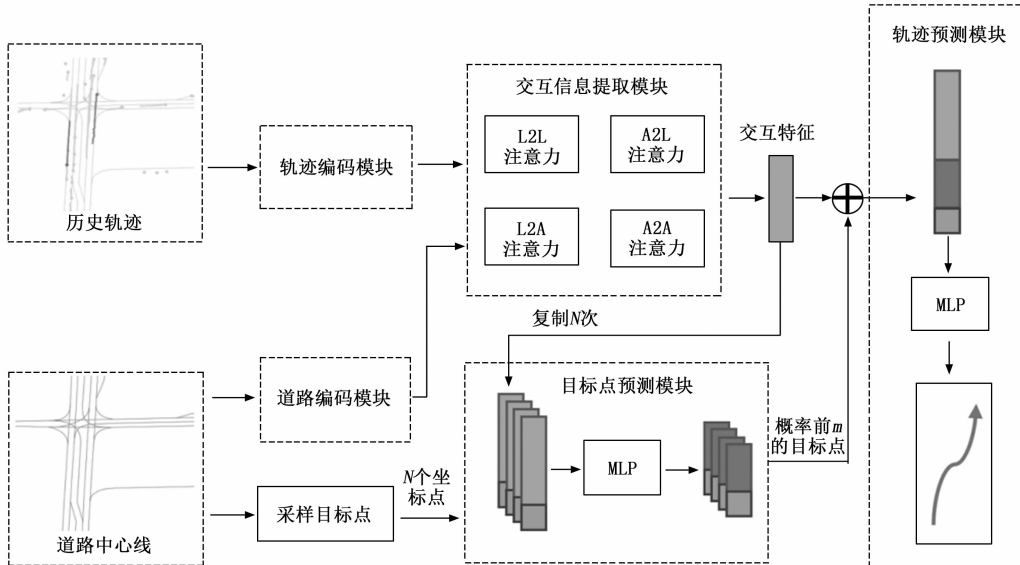 历史轨迹
轨迹编码模块
交互信息提取模块
L2L
注意力
A2L
注意力
L2A
注意力
A2A
注意力
交互特征
轨迹预测模块
MLP
复制N次
道路中心线
道路编码模块
采样目标点
N个坐
标点
目标点预测模块
MLP
概率前m
的目标点